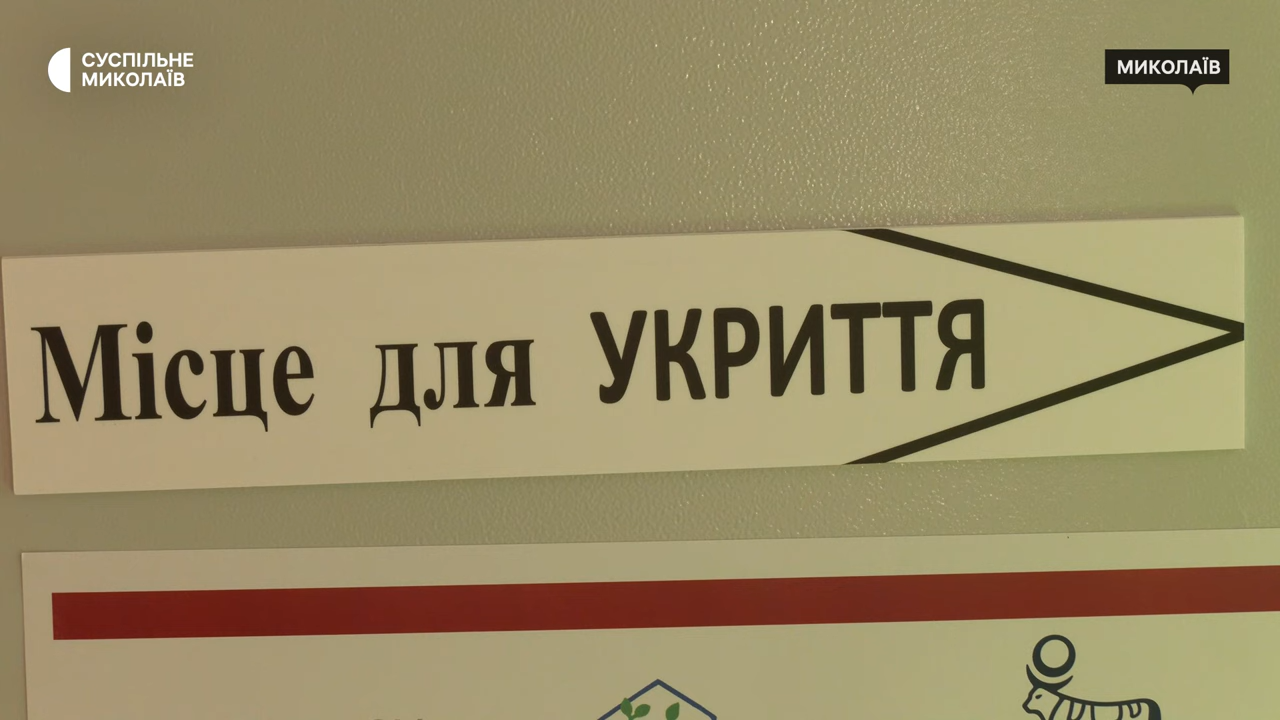 СУСПІЛЬНЕ
МИКОЛАЇВ
МИКОЛАЇВ
Місце для УКРИТТЯ